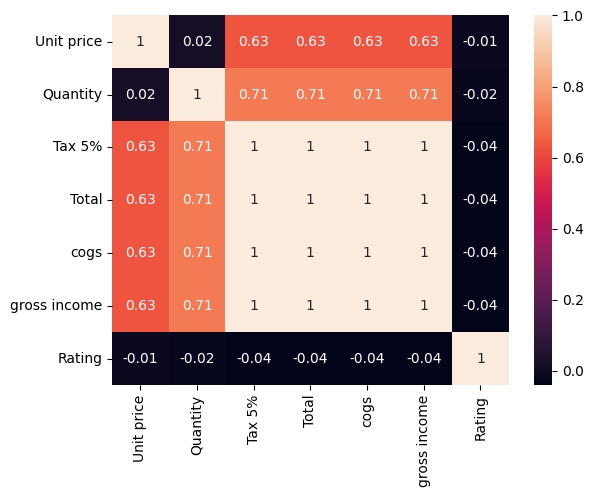 Unit price 1 0.02 0.63 0.63 0.63 0.63 -0.01
Quantity 0.02 1 0.71 0.71 0.71 0.71 -0.02
Tax 5% 0.63 0.71 1 1 1 1 -0.04
Total 0.63 0.71 1 1 1 1 -0.04
cogs 0.63 0.71 1 1 1 1 -0.04
gross income 0.63 0.71 1 1 1 1 -0.04
Rating -0.01 -0.02 -0.04 -0.04 -0.04 -0.04 1
Unit price
Quantity
Tax 5%
Total
cogs
gross income
Rating
1.0
0.8
0.6
0.4
0.2
0.0